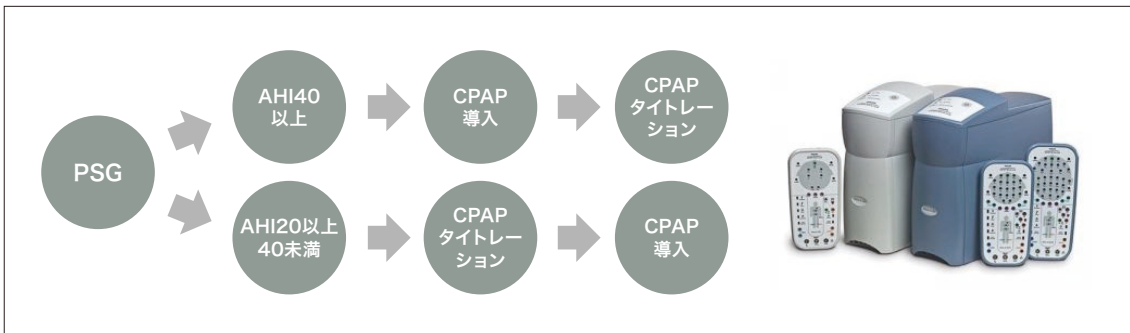 PSG
AHI40
以上
CPAP
導入
CPAP
タイトレー
ション
AHI20以上
40未満
CPAP
タイトレー
ション
CPAP
導入